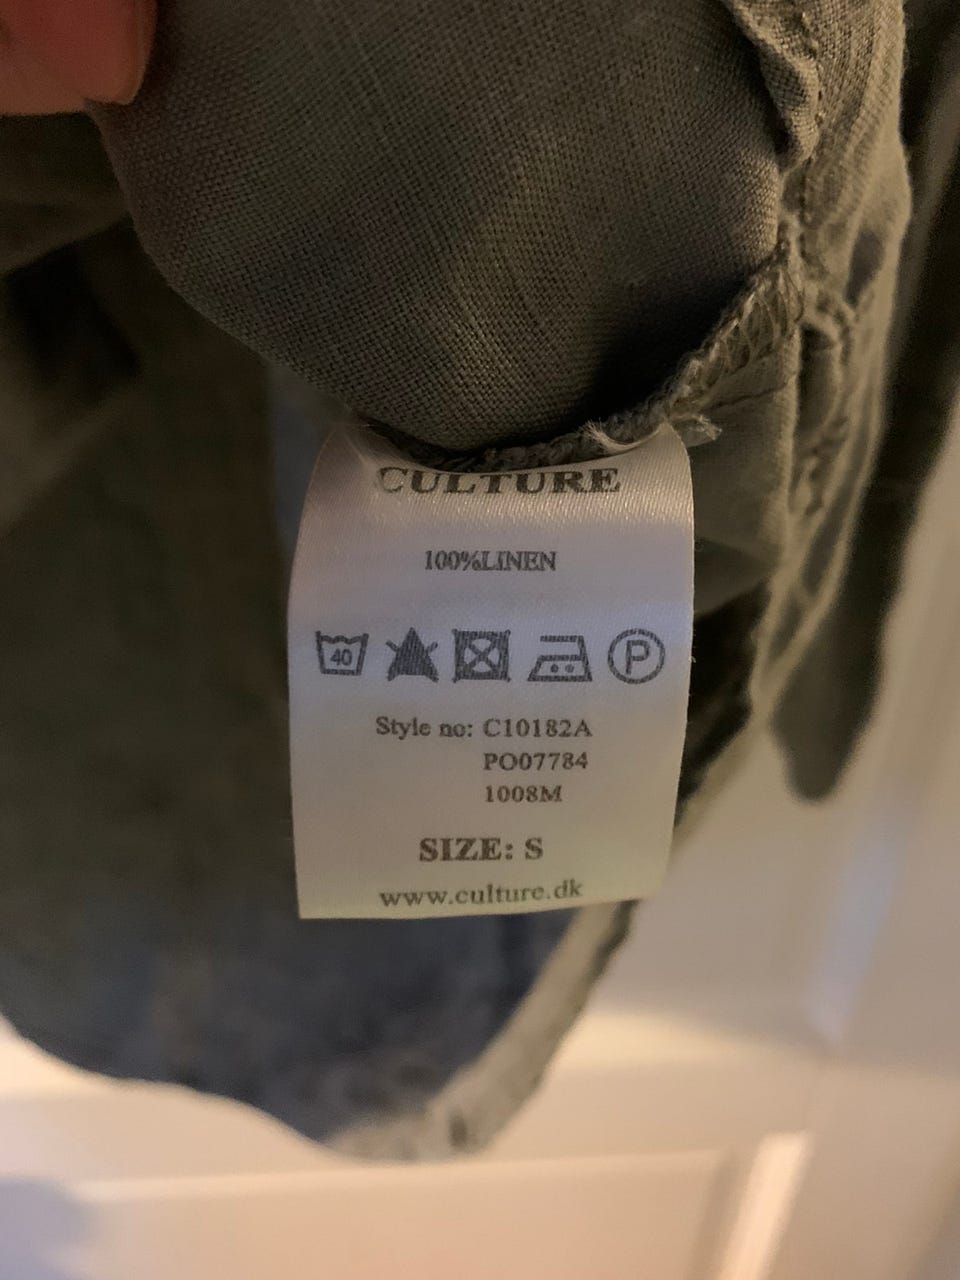 CULTURE
100%LINEN
40 P
Style no: C10182A
PO07784
1008M
SIZE: S
www.culture.dk